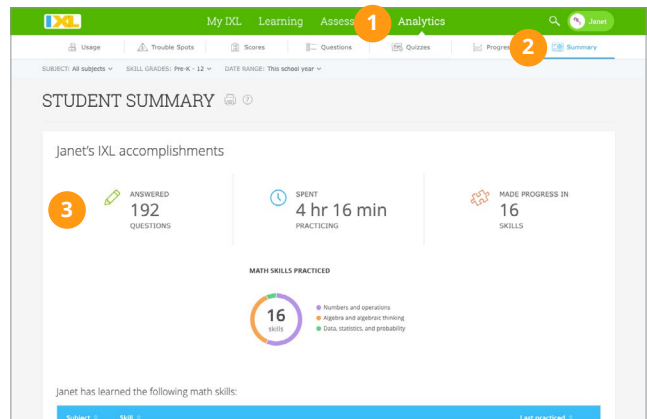 IXL My IXL Learning Assess 1 Analytics Janet
Usage Trouble Spots Scores Questions Quizzes Progres 2 Summary
SUBJECT: All subjects SKILL GRADES: Pre-K - 12 DATE RANGE: This school year
STUDENT SUMMARY ?
Janet's IXL accomplishments
3
ANSWERED
192
QUESTIONS
SPENT
4 hr 16 min
PRACTICING
MADE PROGRESS IN
16
SKILLS
MATH SKILLS PRACTICED
16
skills
Numbers and operations
Algebra and algebraic thinking
Data, statistics, and probability
Janet has learned the following math skills:
Subject Skill Last practiced